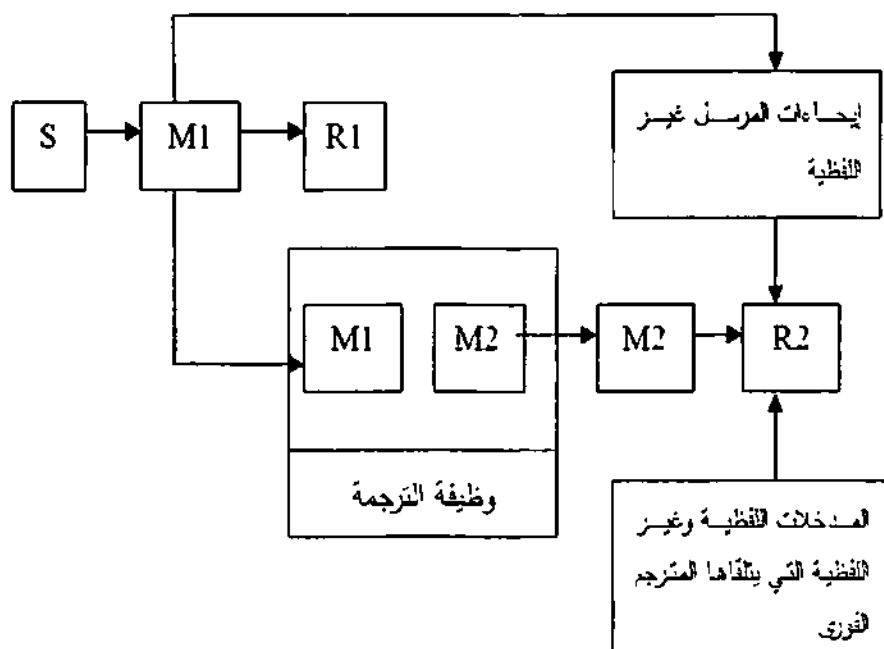 إيحاءات المرسل غير
اللفظية
S
M1
R1
M1
M2
M2
R2
وظيفة الترجمة
المدخلات اللفظية وغير
اللفظية التي يتلقاها المترجم
الفورى